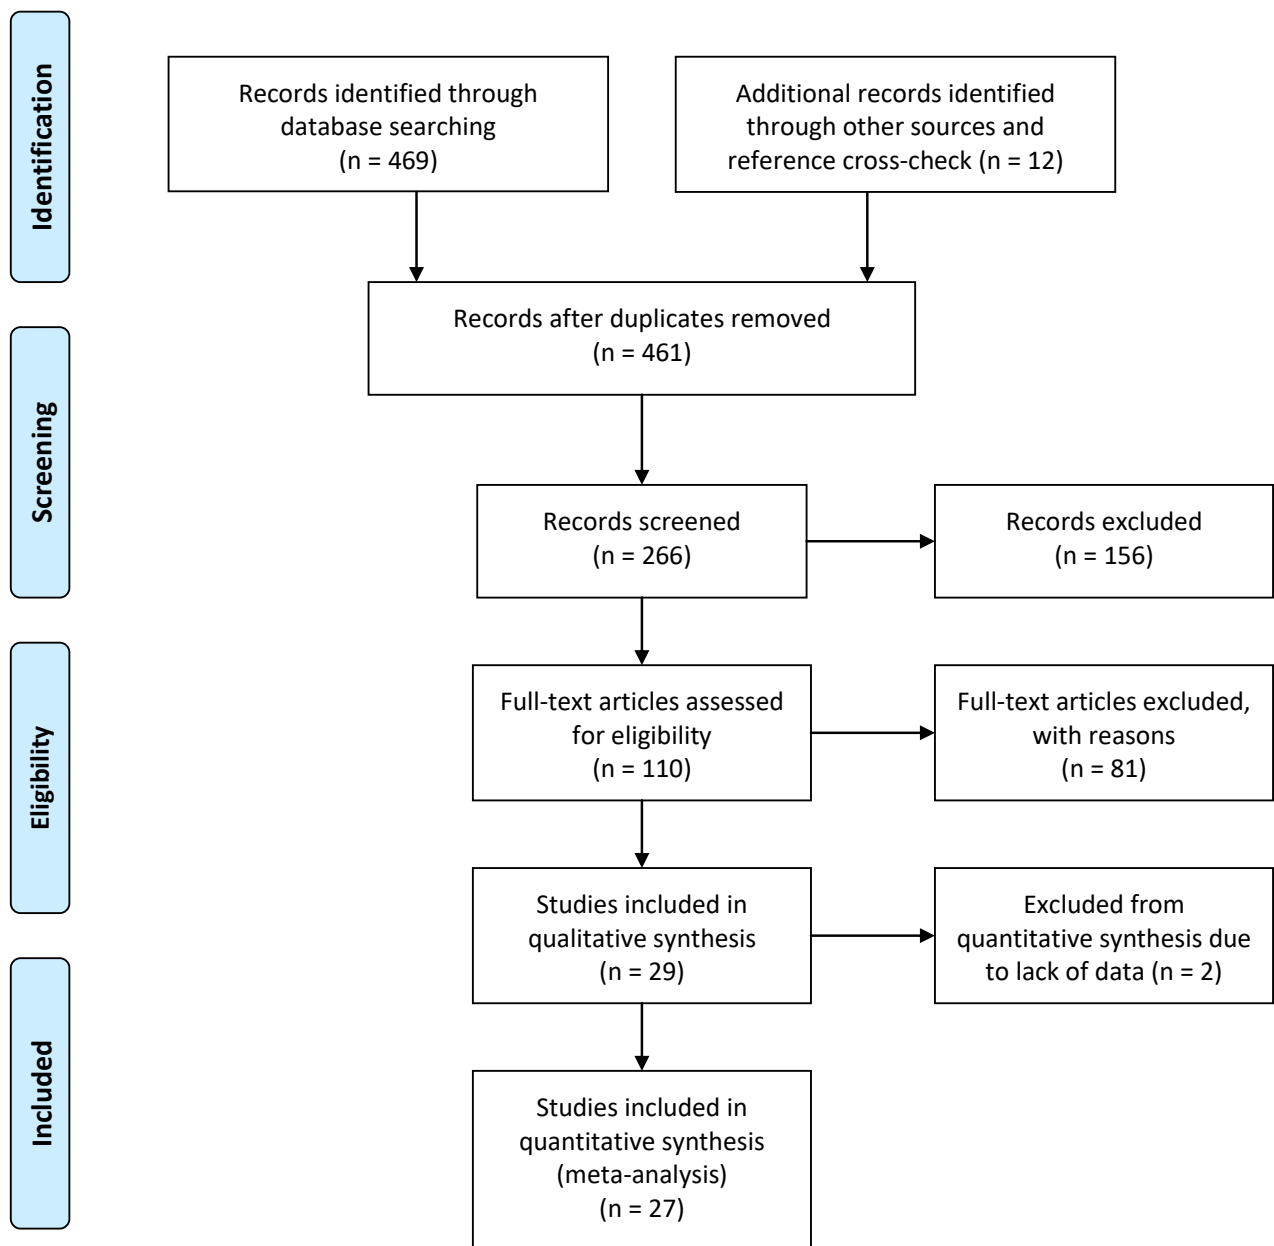 Identification
Records identified through
database searching
(n = 469)
Additional records identified
through other sources and
reference cross-check (n = 12)
Records after duplicates removed
(n = 461)
Screening
Records screened
(n = 266)
Records excluded
(n = 156)
Eligibility
Full-text articles assessed
for eligibility
(n = 110)
Full-text articles excluded,
with reasons
(n = 81)
Studies included in
qualitative synthesis
(n = 29)
Excluded from
quantitative synthesis due
to lack of data (n = 2)
Included
Studies included in
quantitative synthesis
(meta-analysis)
(n = 27)